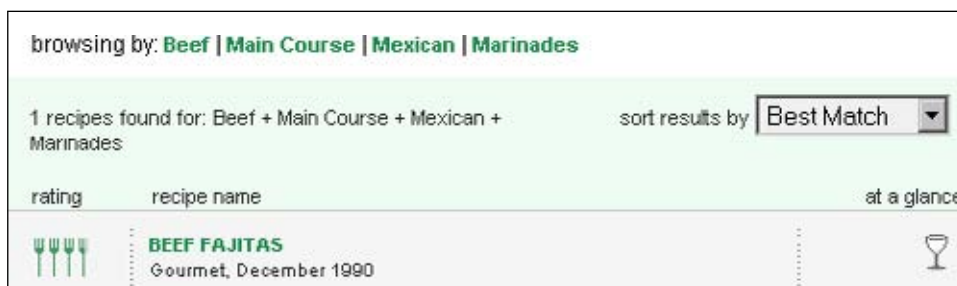 browsing by: Beef | Main Course | Mexican | Marinades
1 recipes found for: Beef + Main Course + Mexican +
Marinades
sort results by Best Match
rating recipe name at a glance
BEEF FAJITAS
Gourmet, December 1990